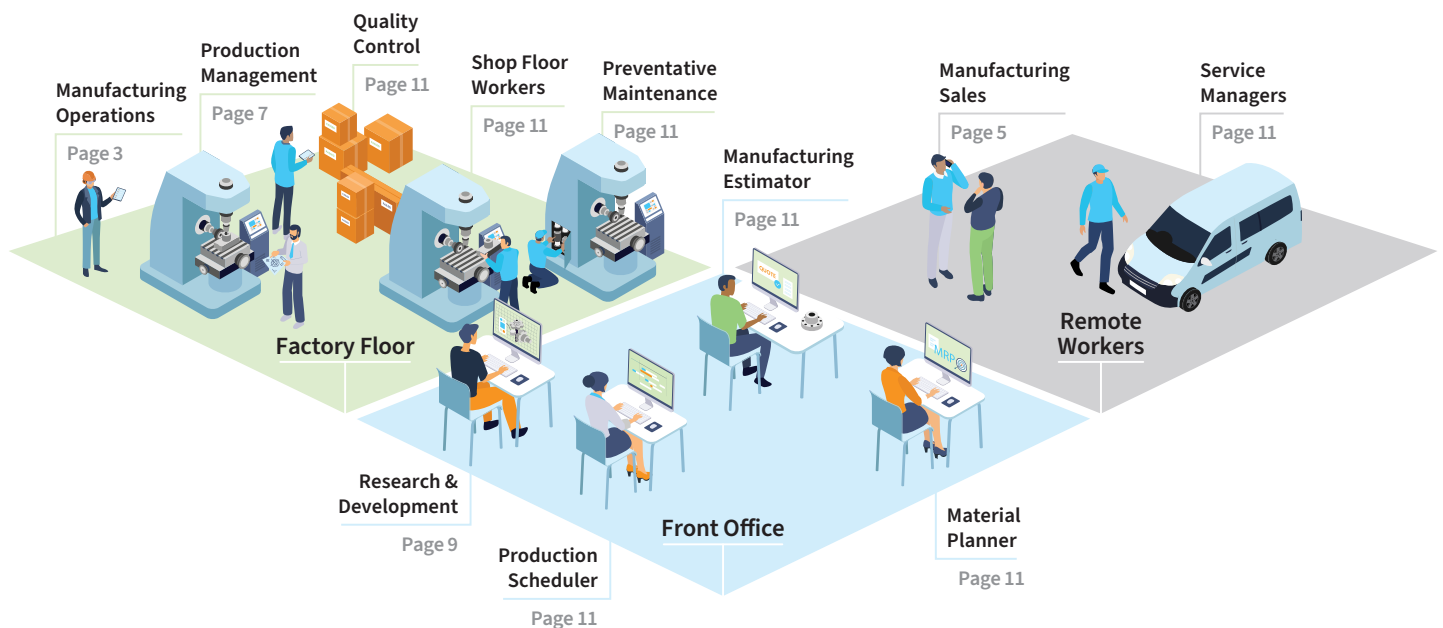 Manufacturing
Operations
Page 3
Production
Management
Page 7
Quality
Control
Page 11
Shop Floor
Workers
Page 11
Preventative
Maintenance
Page 11
Manufacturing
Estimator
Page 11
Manufacturing
Sales
Page 5
Service
Managers
Page 11
QUOTE
MRP
Factory Floor
Remote
Workers
Research &
Development
Page 9
Production
Scheduler
Page 11
Front Office
Material
Planner
Page 11